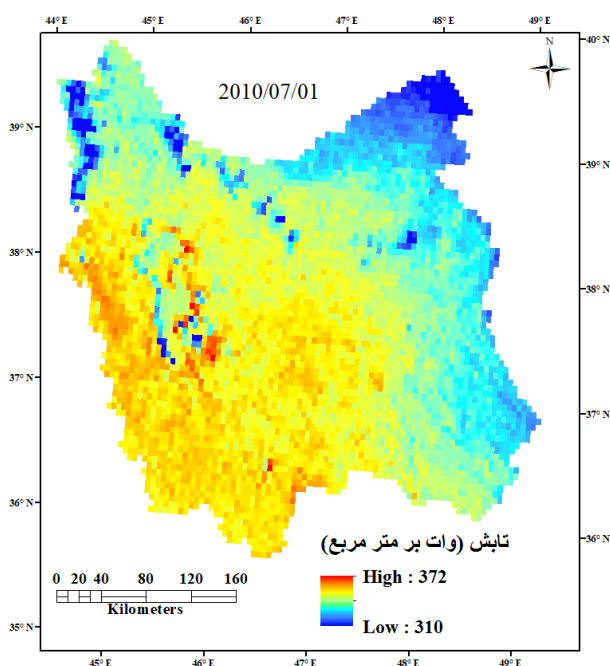 44° E 45° E 46° E 47° E 48° E 49° E
40° N
N
2010/07/01
39° N
39° N
38° N
38° N
37° N
37° N
36° N
36° N
تابش (وات بر متر مربع)
High : 372
Low : 310
0 20 40 80 120 160
Kilometers
35° N
35° N
45° E 46° E 47° E 48° E 49° E